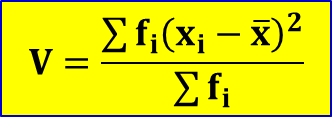 V = ∑ fᵢ(xᵢ − x̄)² / ∑ fᵢ